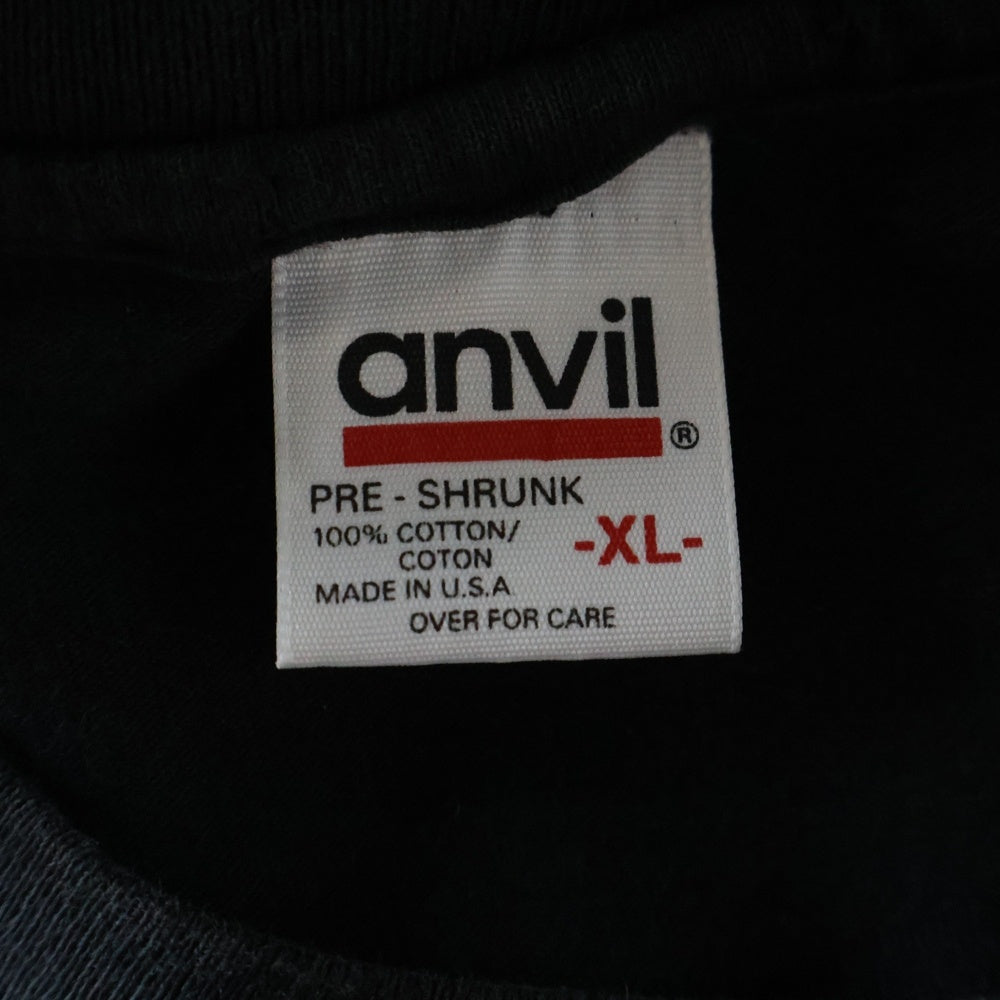 anvil
®
PRE - SHRUNK
100% COTTON/
COTON
-XL-
MADE IN U.S.A
OVER FOR CARE